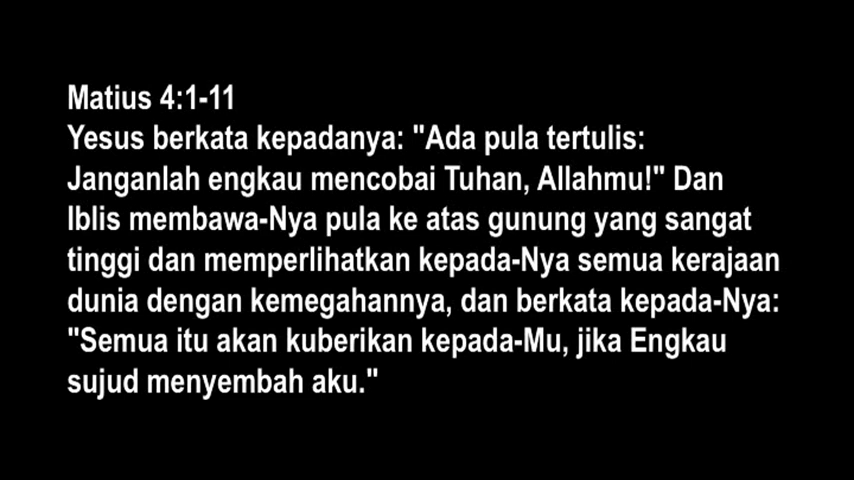 Matius 4:1-11
Yesus berkata kepadanya: "Ada pula tertulis:
Janganlah engkau mencobai Tuhan, Allahmu!" Dan
Iblis membawa-Nya pula ke atas gunung yang sangat
tinggi dan memperlihatkan kepada-Nya semua kerajaan
dunia dengan kemegahannya, dan berkata kepada-Nya:
"Semua itu akan kuberikan kepada-Mu, jika Engkau
sujud menyembah aku."